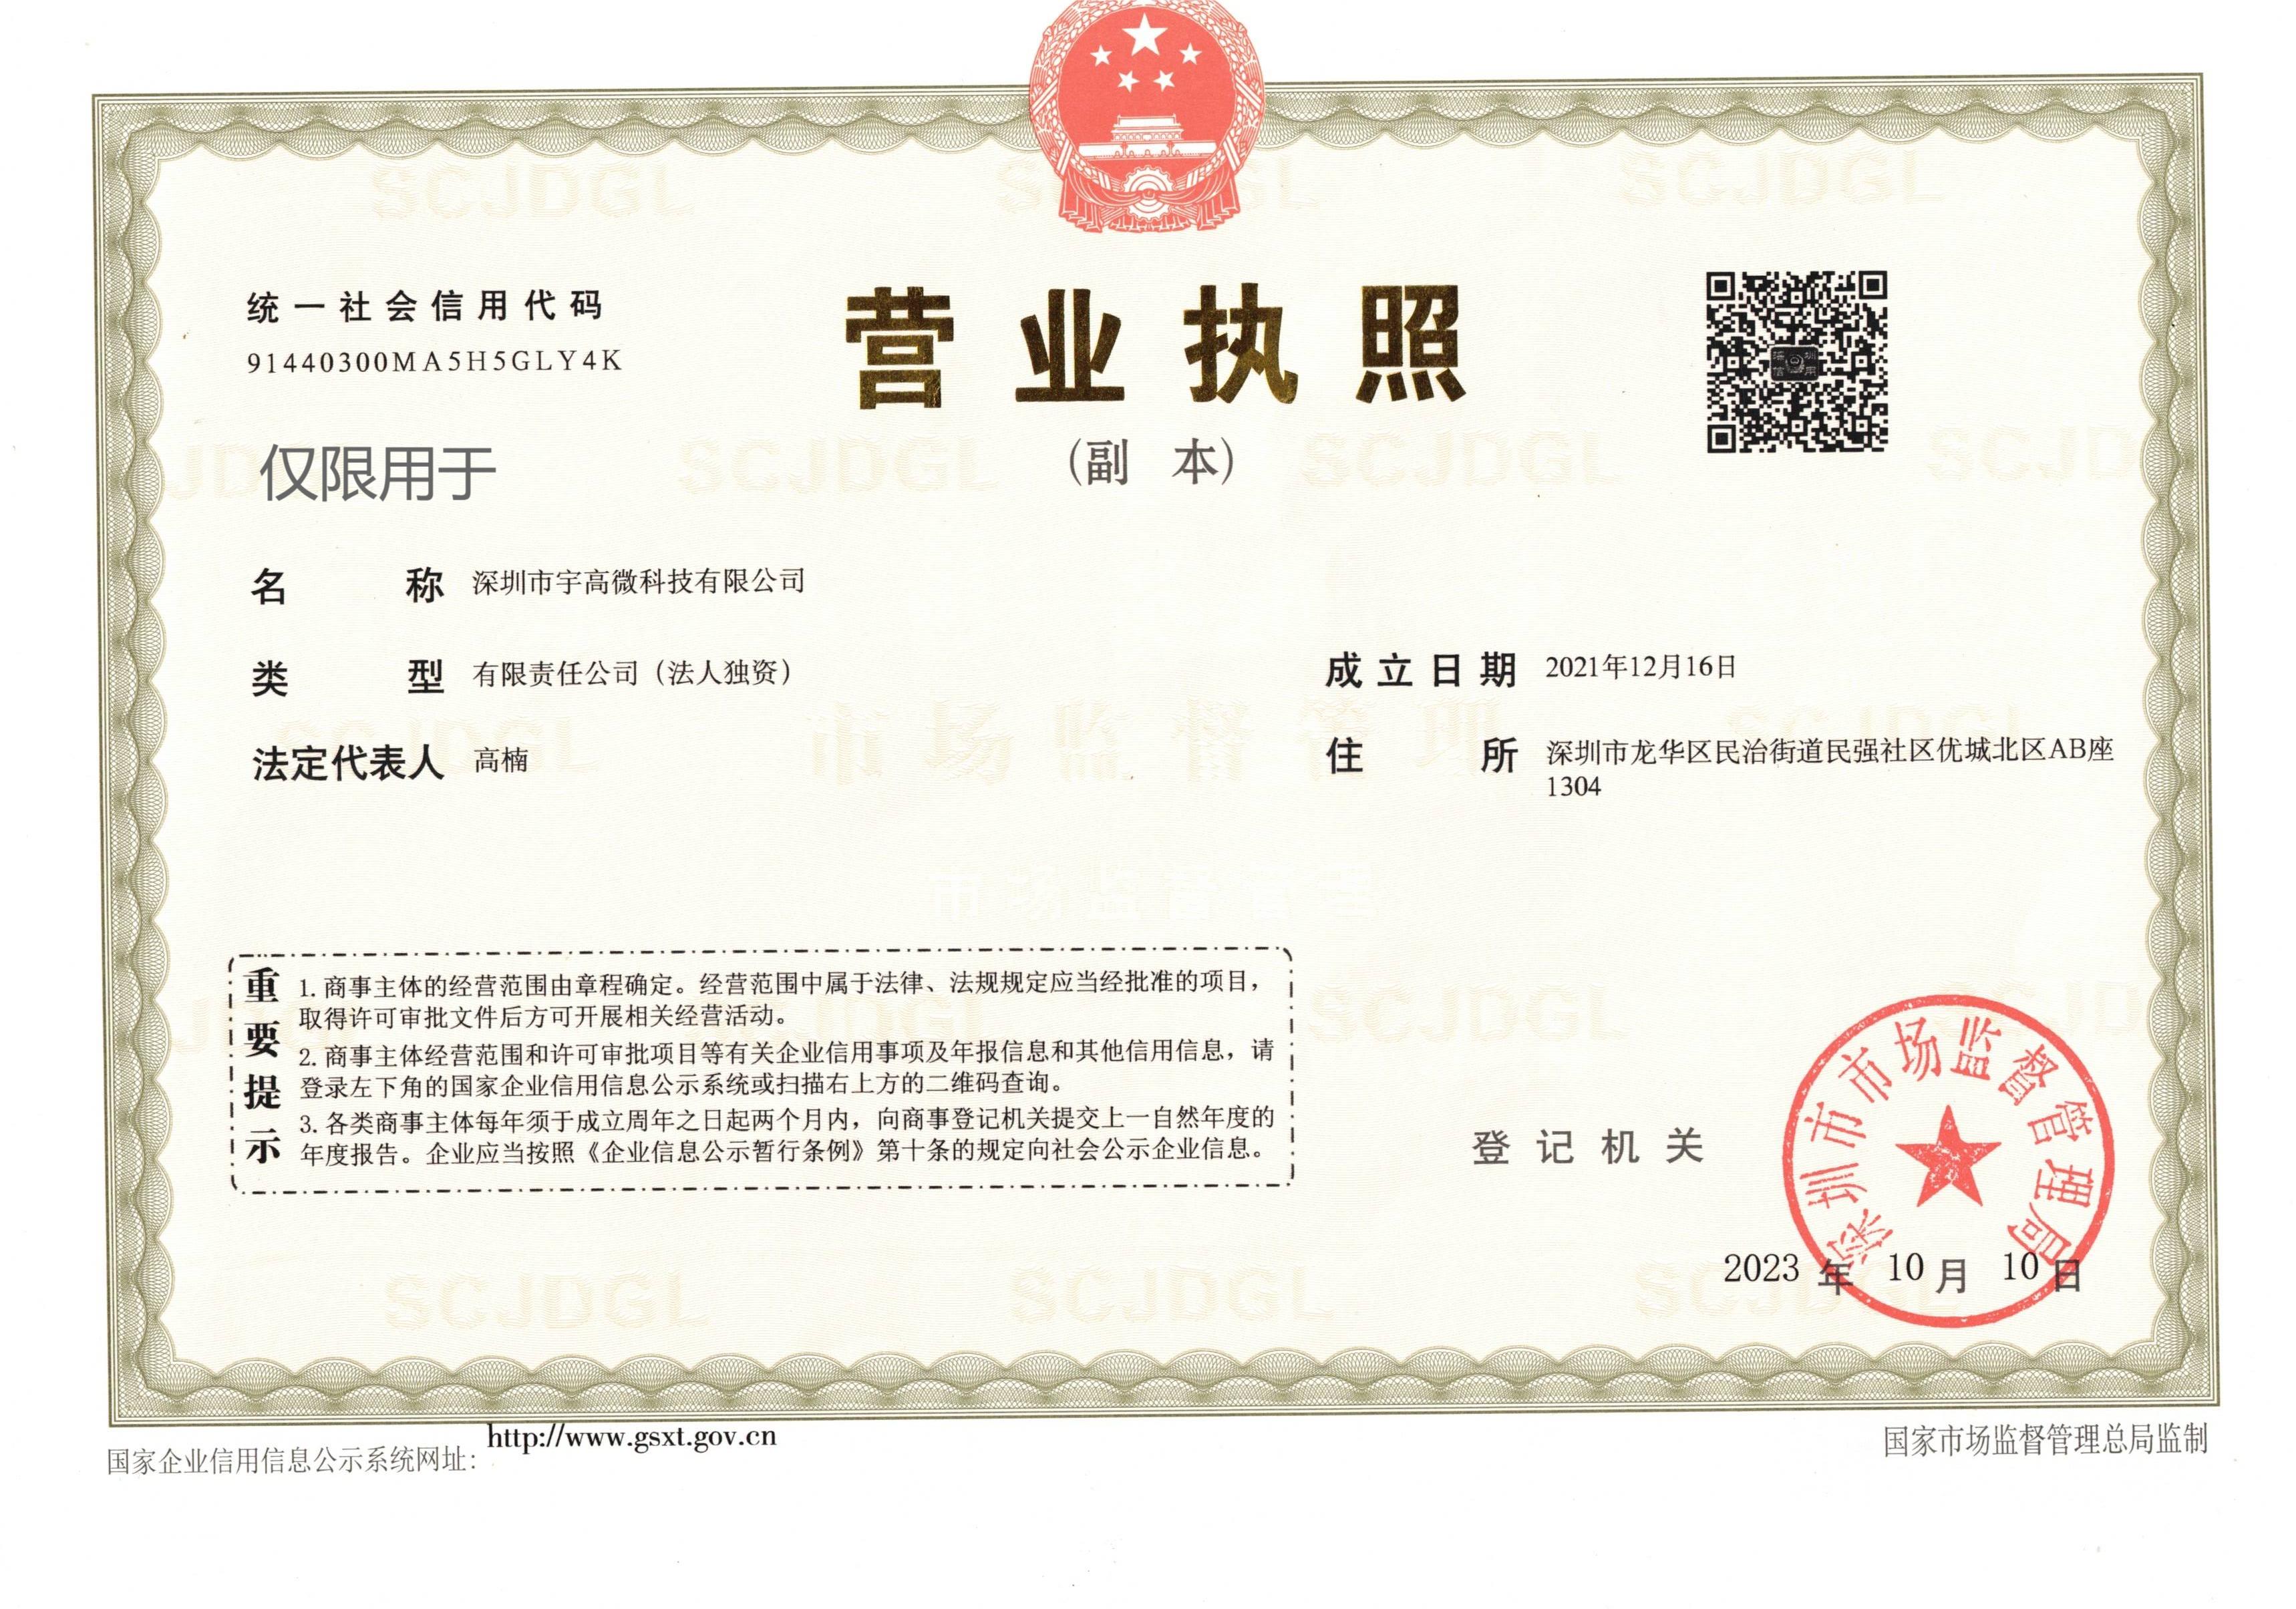 统一社会信用代码
91440300MA5H5GLY4K
营业执照
(副 本)
仅限用于
名 称 深圳市宇高微科技有限公司
类 型 有限责任公司（法人独资）
法定代表人 高楠
成立日期 2021年12月16日
住 所 深圳市龙华区民治街道民强社区优城北区AB座
1304
重要提示
1. 商事主体的经营范围由章程确定。经营范围中属于法律、法规规定应当经批准的项目，
取得许可审批文件后方可开展相关经营活动。
2. 商事主体经营范围和许可审批项目等有关企业信用事项及年报信息和其他信用信息，请
登录左下角的国家企业信用信息公示系统或扫描右上方的二维码查询。
3. 各类商事主体每年须于成立周年之日起两个月内，向商事登记机关提交上一自然年度的
年度报告。企业应当按照《企业信息公示暂行条例》第十条的规定向社会公示企业信息。
登记机关
深圳市市场监督管理局
2023 年 10 月 10 日
国家企业信用信息公示系统网址: http://www.gsxt.gov.cn
国家市场监督管理总局监制
SCJDGL
市场监督管理